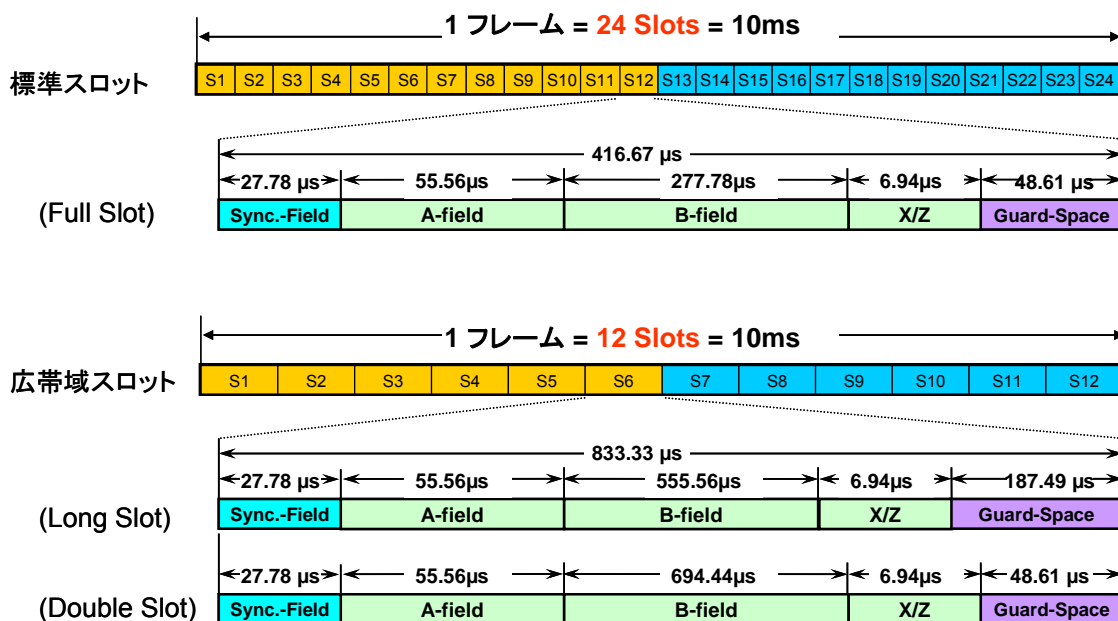 1 フレーム = 24 Slots = 10ms
標準スロット
S1 S2 S3 S4 S5 S6 S7 S8 S9 S10 S11 S12 S13 S14 S15 S16 S17 S18 S19 S20 S21 S22 S23 S24
416.67 µs
27.78 µs 55.56µs 277.78µs 6.94µs 48.61 µs
(Full Slot) Sync.-Field A-field B-field X/Z Guard-Space
1 フレーム = 12 Slots = 10ms
広帯域スロット
S1 S2 S3 S4 S5 S6 S7 S8 S9 S10 S11 S12
833.33 µs
27.78 µs 55.56µs 555.56µs 6.94µs 187.49 µs
(Long Slot) Sync.-Field A-field B-field X/Z Guard-Space
27.78 µs 55.56µs 694.44µs 6.94µs 48.61 µs
(Double Slot) Sync.-Field A-field B-field X/Z Guard-Space